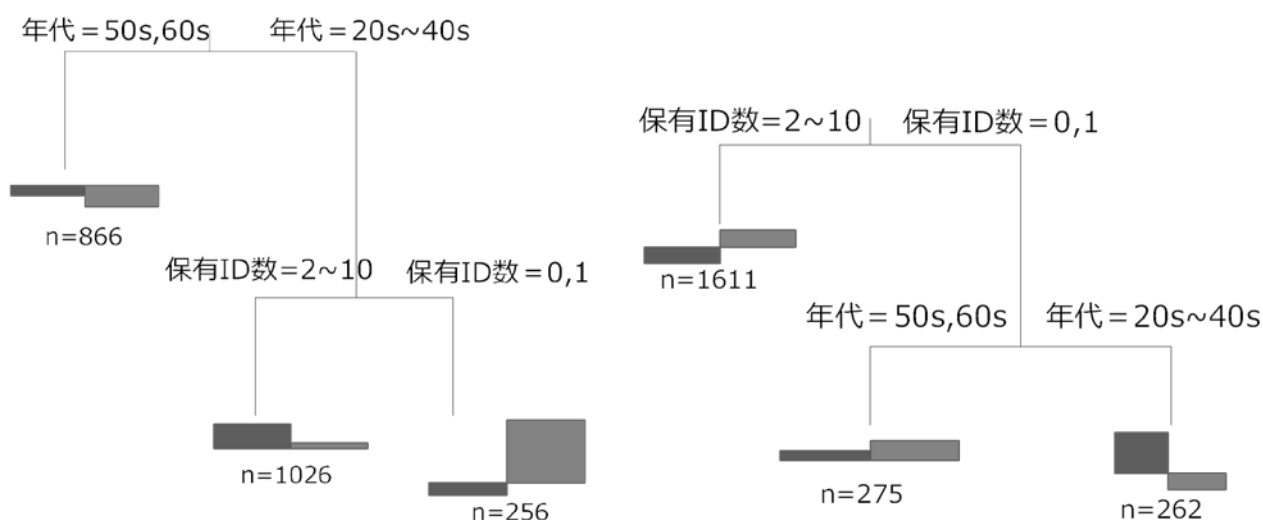 年代＝50s,60s
年代＝20s~40s
n=866
保有ID数=2~10
保有ID数＝0,1
n=1026
n=256
保有ID数＝2~10
保有ID数＝0,1
n=1611
年代＝50s,60s
年代＝20s~40s
n=275
n=262